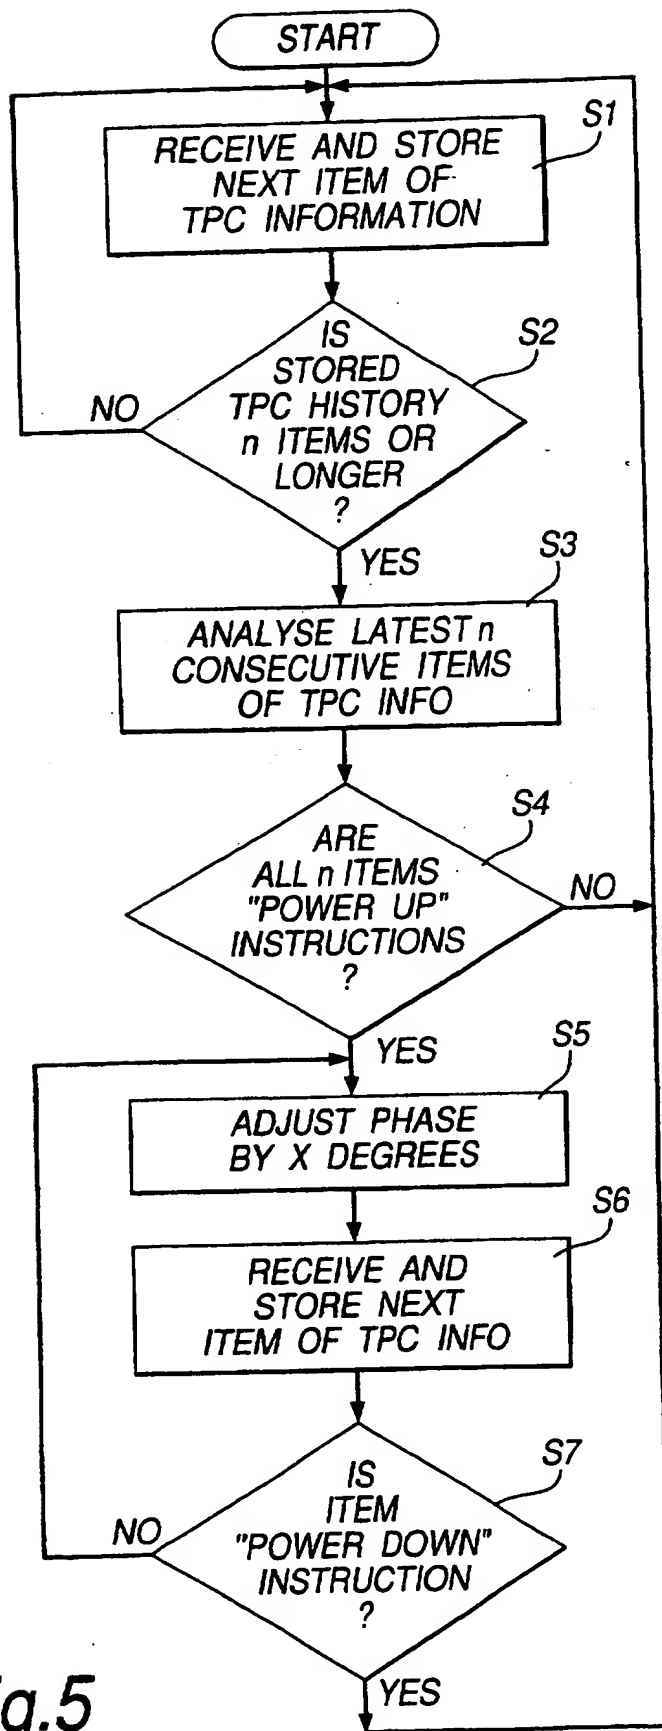 START
S1
RECEIVE AND STORE
NEXT ITEM OF
TPC INFORMATION
S2
IS
STORED
TPC HISTORY
n ITEMS OR
LONGER
?
NO
YES
S3
ANALYSE LATEST n
CONSECUTIVE ITEMS
OF TPC INFO
S4
ARE
ALL n ITEMS
"POWER UP"
INSTRUCTIONS
?
NO
YES
S5
ADJUST PHASE
BY X DEGREES
S6
RECEIVE AND
STORE NEXT
ITEM OF TPC INFO
S7
IS
ITEM
"POWER DOWN"
INSTRUCTION
?
NO
YES
ig.5